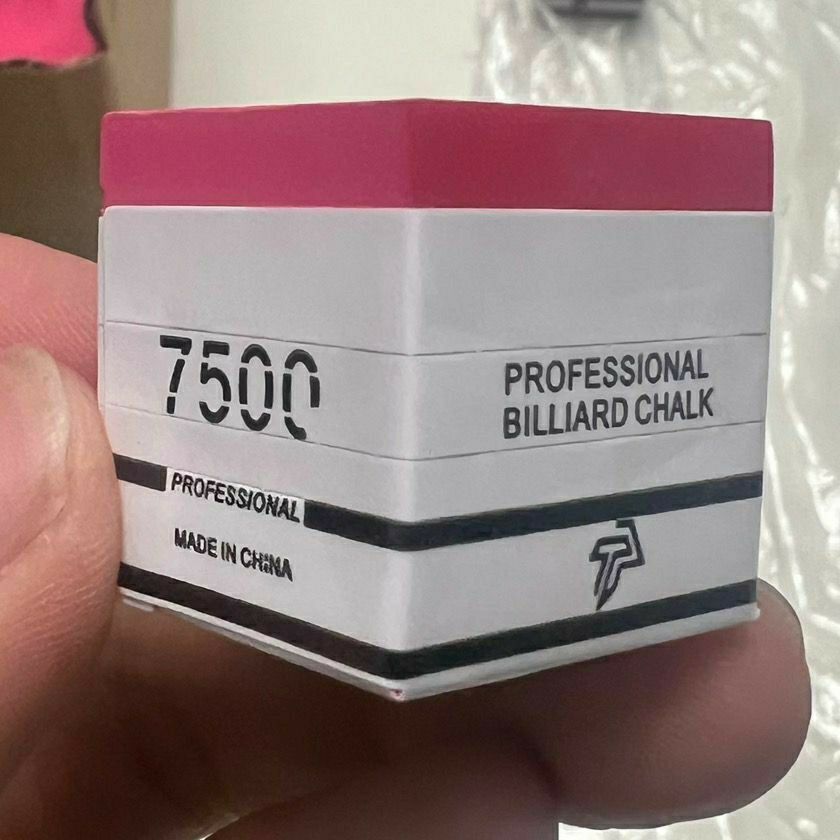 7500
PROFESSIONAL
MADE IN CHINA
PROFESSIONAL
BILLIARD CHALK